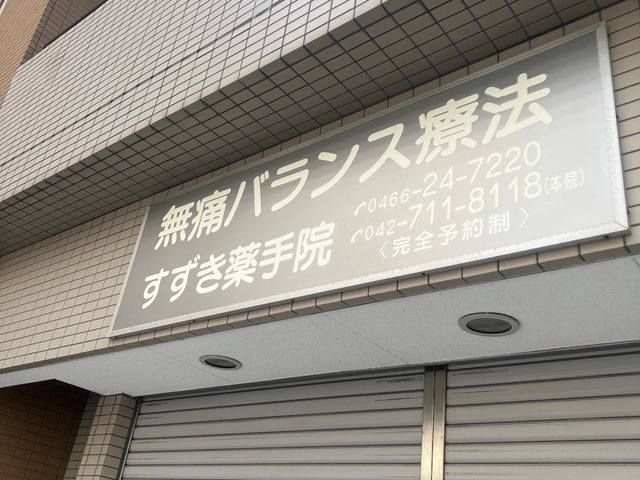 無痛バランス療法
すずき薬手院
0466-24-7220
042-711-8118(本院)
〈完全予約制〉